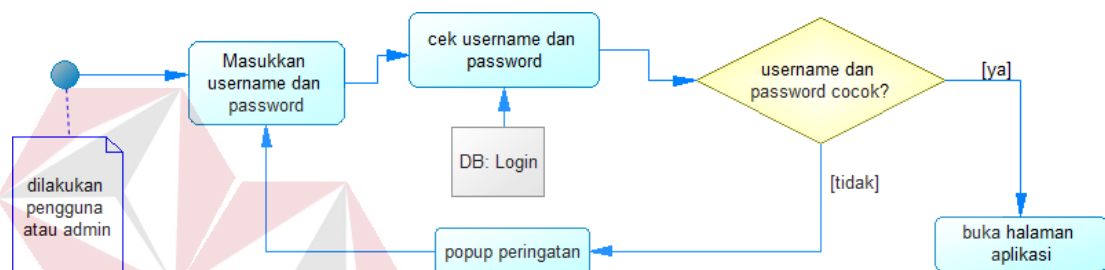 Masukkan
username dan
password
cek username dan
password
username dan
password cocok?
[ya]
DB: Login
[tidak]
dilakukan
pengguna
atau admin
popup peringatan
buka halaman
aplikasi